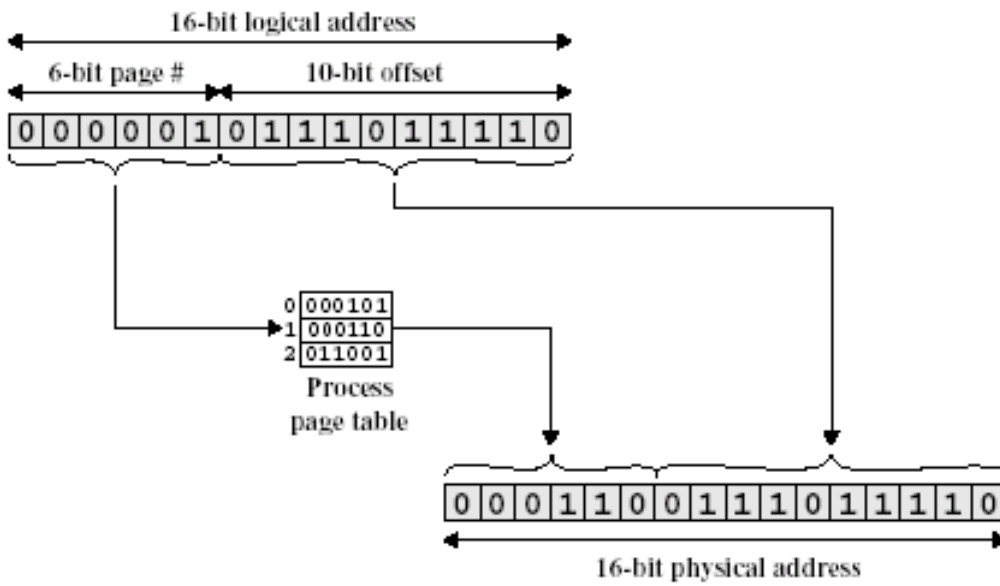 16-bit logical address
6-bit page # 10-bit offset
0 0 0 0 0 1 0 1 1 1 0 1 1 1 1 0
0 000101
1 000110
2 011001
Process
page table
0 0 0 1 1 0 0 1 1 1 0 1 1 1 1 0
16-bit physical address